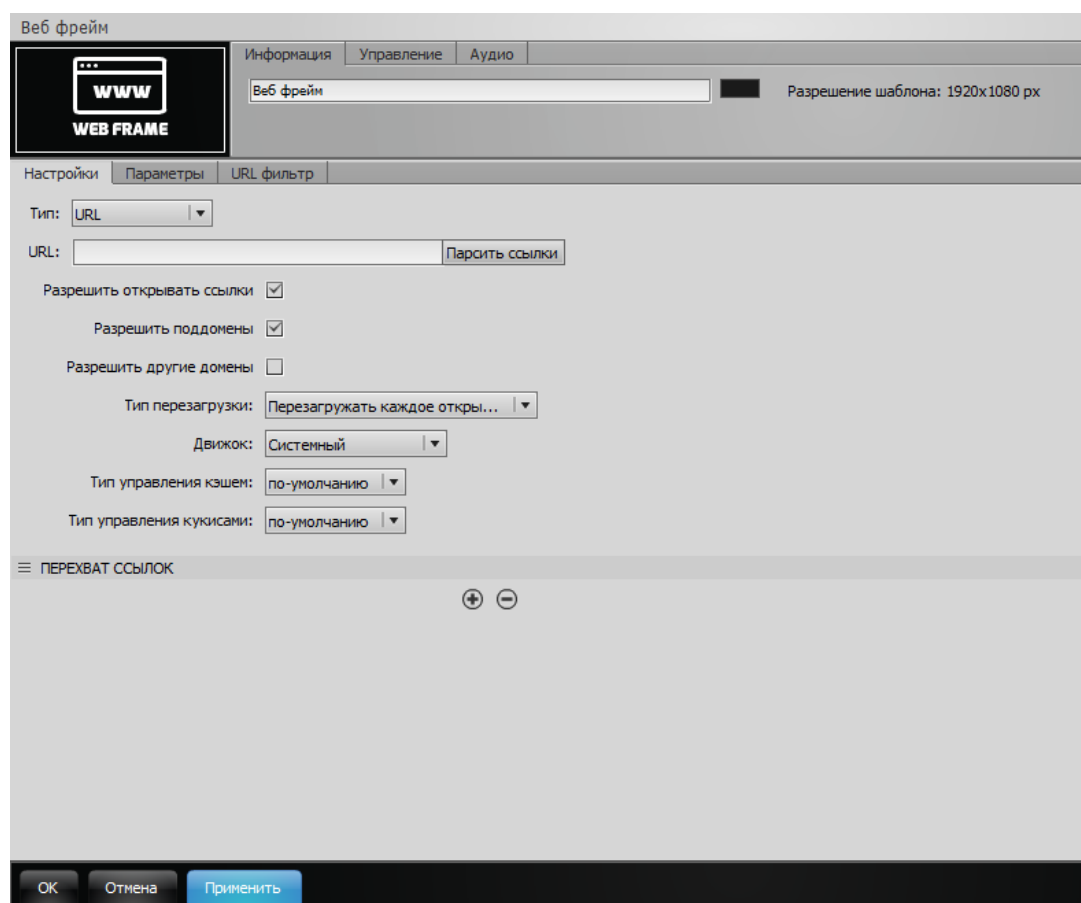 Веб фрейм
www
WEB FRAME
Информация Управление Аудио
Веб фрейм
Разрешение шаблона: 1920x1080 px
Настройки Параметры URL фильтр
Тип: URL
URL: Парсить ссылки
Разрешить открывать ссылки
Разрешить поддомены
Разрешить другие домены
Тип перезагрузки: Перезагружать каждое откры...
Движок: Системный
Тип управления кэшем: по-умолчанию
Тип управления кукисами: по-умолчанию
ПЕРЕХВАТ ССЫЛОК
OK Отмена Применить